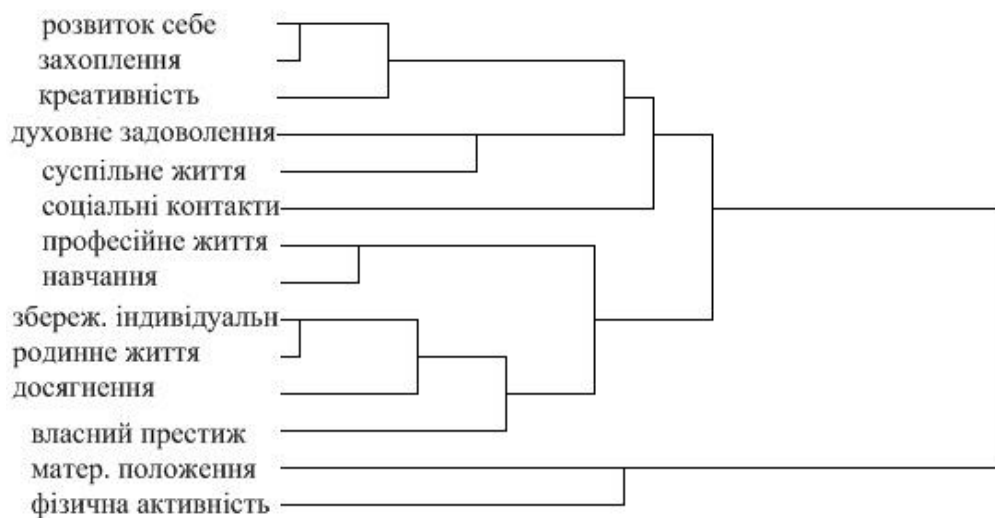 розвиток себе
захоплення
креативність
духовне задоволення
суспільне життя
соціальні контакти
професійне життя
навчання
збереж. індивідуальн
родинне життя
досягнення
власний престиж
матер. положення
фізична активність